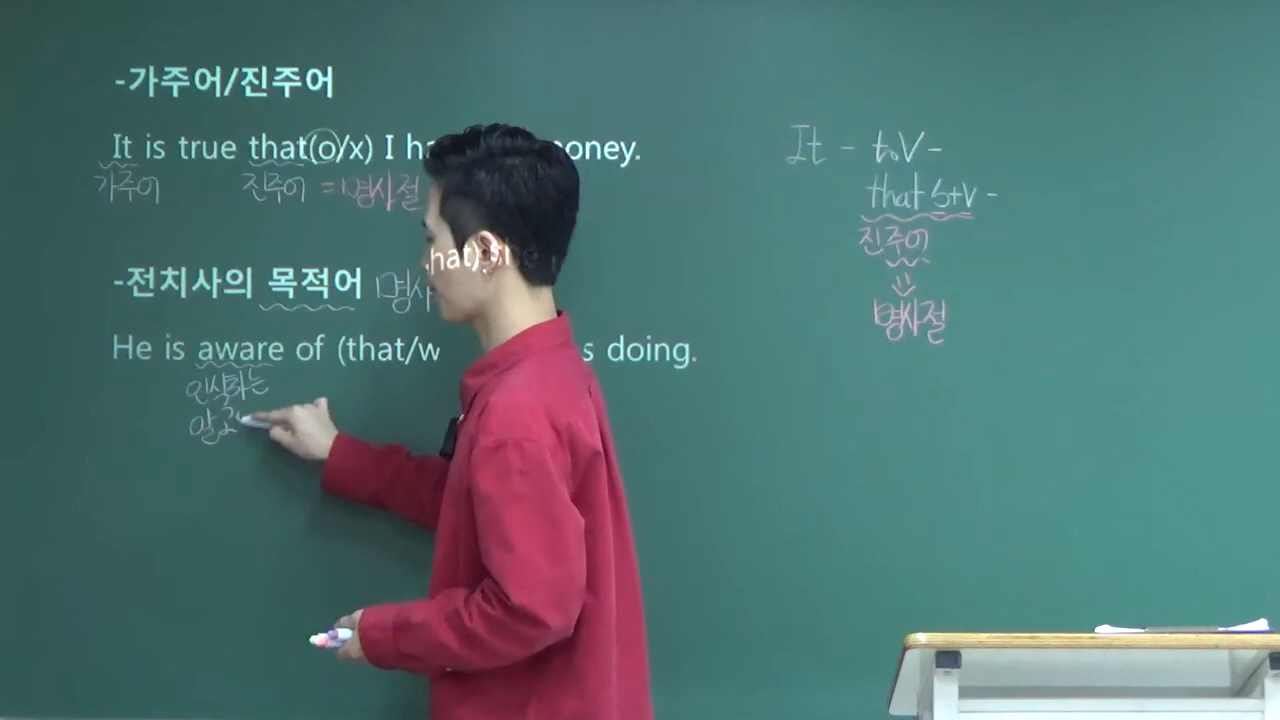 -가주어/진주어
It is true that(o/x) I ha oney.
가주어 진주어 = 명사절
hat)
-전치사의 목적어 명사
He is aware of (that/w s doing.
인식하는
알고
It - toV-
that S+V -
진주어
명사절